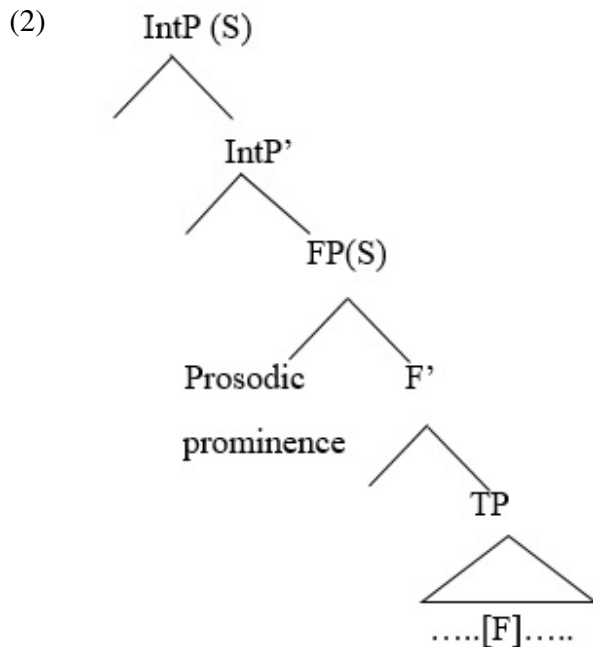 (2)
IntP (S)
IntP’
FP(S)
Prosodic F’
prominence
TP
…..[F]…..